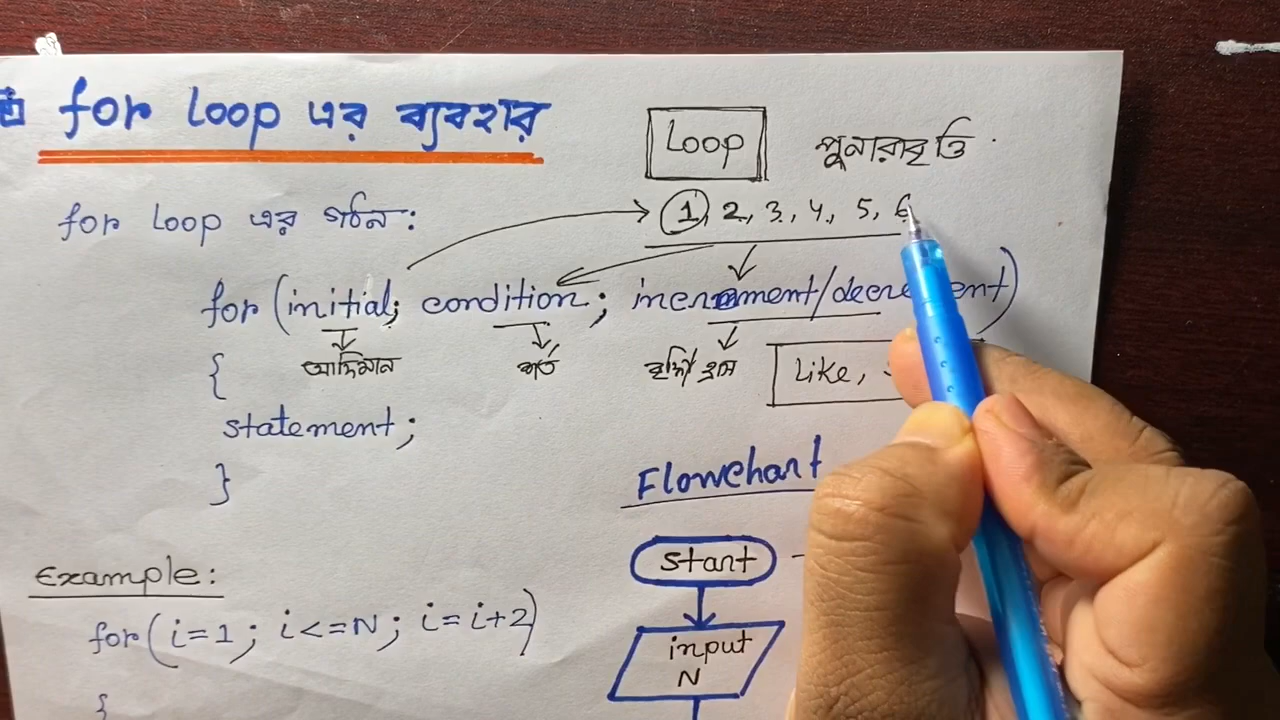 for loop এর ব্যবহার
Loop পুনারাবৃত্তি
for loop এর গঠন:
1, 2, 3, 4, 5, 6
for (initial; condition; increment/decrement)
আদিমান শর্ত বৃদ্ধি/হ্রাস Like,
{
statement;
}
Flowchart
start
Example:
for (i=1; i<=N; i=i+2)
input
N
{